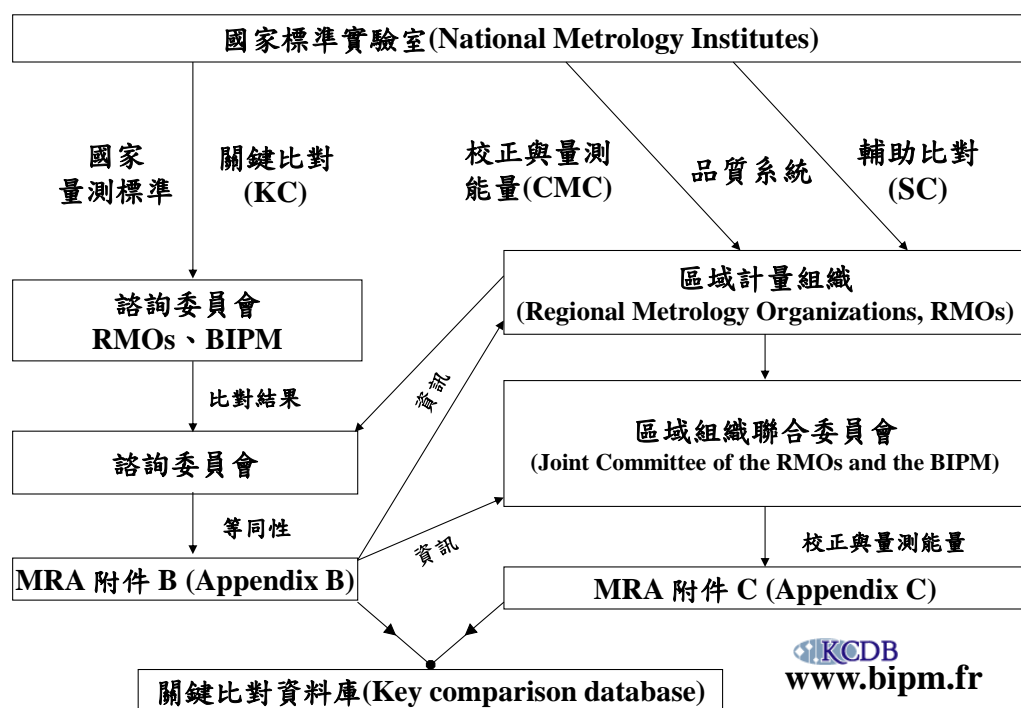 國家標準實驗室(National Metrology Institutes)
國家
量測標準
關鍵比對
(KC)
校正與量測
能量(CMC)
品質系統
輔助比對
(SC)
諮詢委員會
RMOs、BIPM
區域計量組織
(Regional Metrology Organizations, RMOs)
比對結果
資訊
諮詢委員會
區域組織聯合委員會
(Joint Committee of the RMOs and the BIPM)
等同性
資訊
校正與量測能量
MRA 附件 B (Appendix B)
MRA 附件 C (Appendix C)
KCDB
www.bipm.fr
關鍵比對資料庫(Key comparison database)